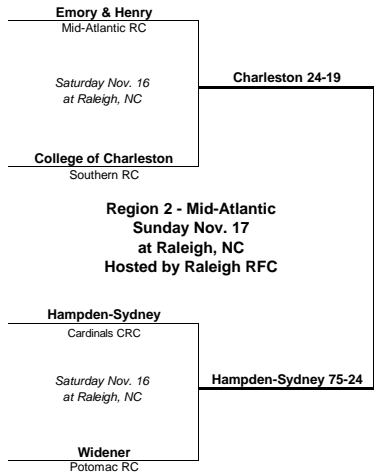 Emory & Henry
Mid-Atlantic RC
Saturday Nov. 16
at Raleigh, NC
Charleston 24-19
College of Charleston
Southern RC
Region 2 - Mid-Atlantic
Sunday Nov. 17
at Raleigh, NC
Hosted by Raleigh RFC
Hampden-Sydney
Cardinals CRC
Saturday Nov. 16
at Raleigh, NC
Hampden-Sydney 75-24
Widener
Potomac RC